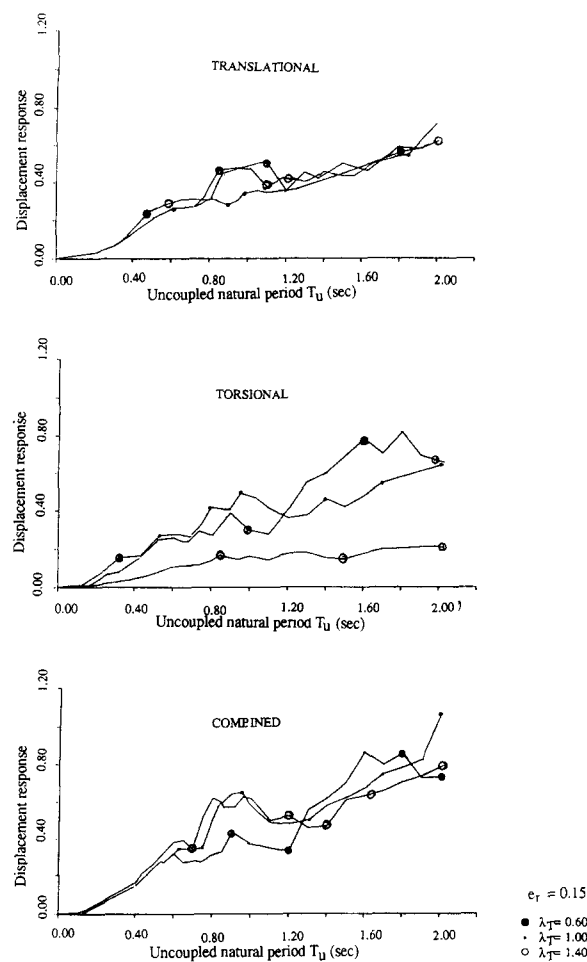 1.20
TRANSLATIONAL
0.80
Displacement response
0.40
0.00
0.00 0.40 0.80 1.20 1.60 2.00
Uncoupled natural period Tu (sec)
1.20
TORSIONAL
0.80
Displacement response
0.40
0.00
0.00 0.40 0.80 1.20 1.60 2.00
Uncoupled natural period Tu (sec)
1.20
COMPINED
0.80
Displacement response
0.40
0.00
0.00 0.40 0.80 1.20 1.60 2.00
Uncoupled natural period Tu (sec)
er = 0.15
λT= 0.60
λT= 1.00
λT= 1.40